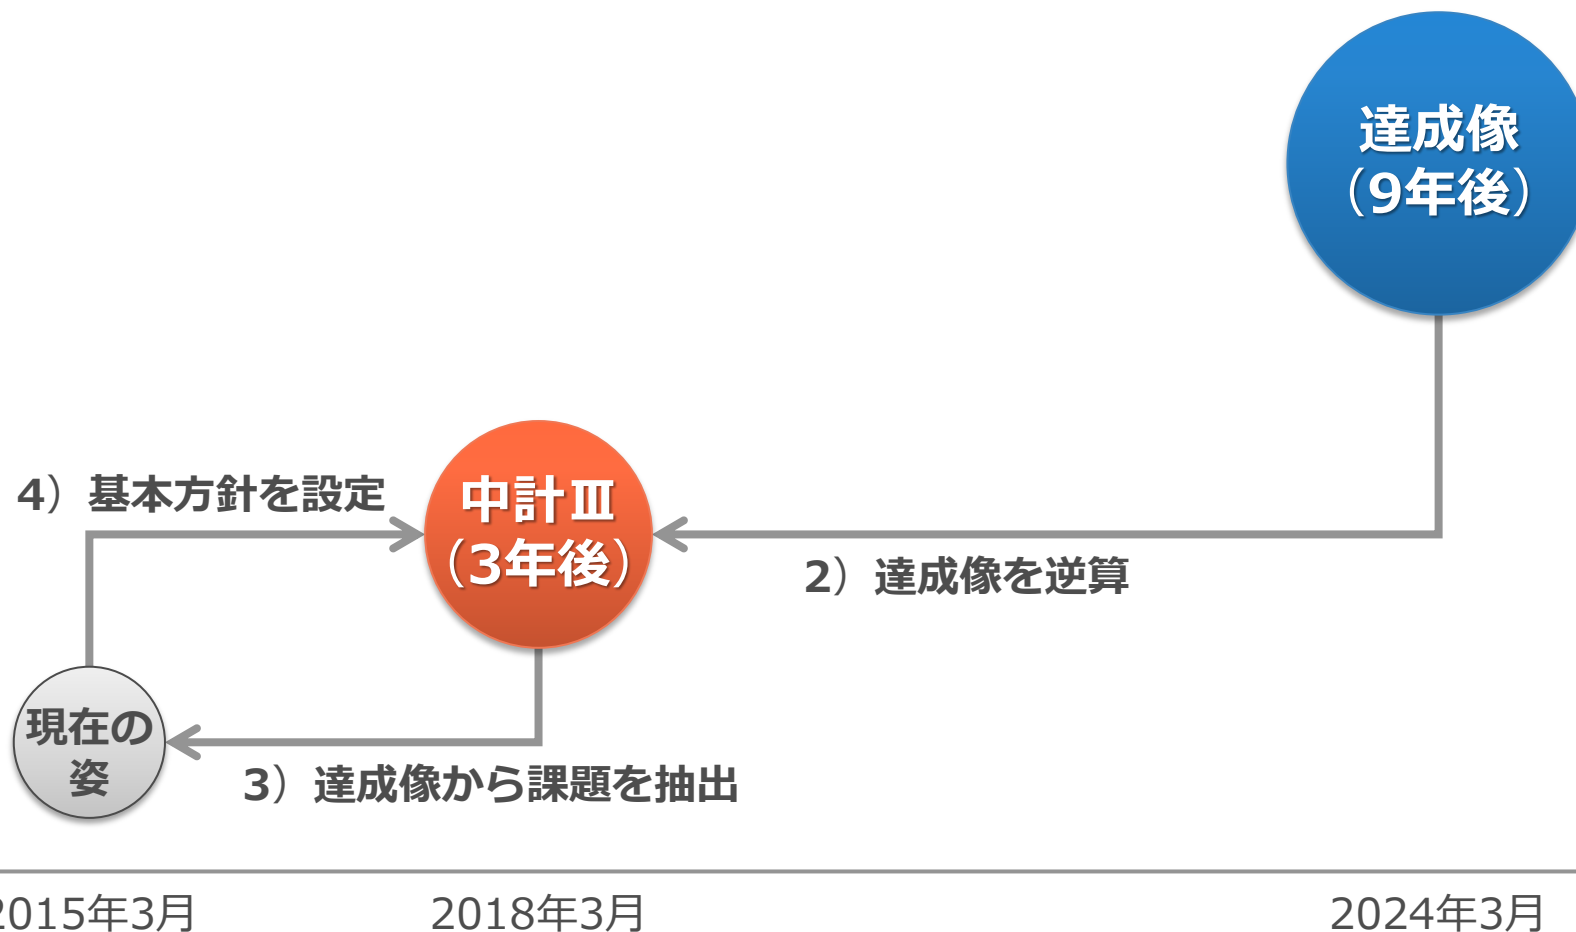 達成像
（9年後）
4）基本方針を設定
中計Ⅲ
（3年後）
2）達成像を逆算
現在の
姿
3）達成像から課題を抽出
2015年3月
2018年3月
2024年3月